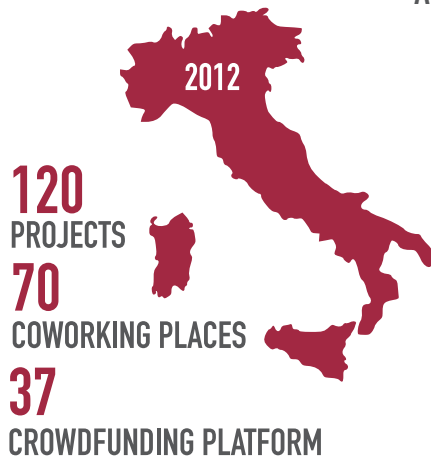 2012
120
PROJECTS
70
COWORKING PLACES
37
CROWDFUNDING PLATFORM